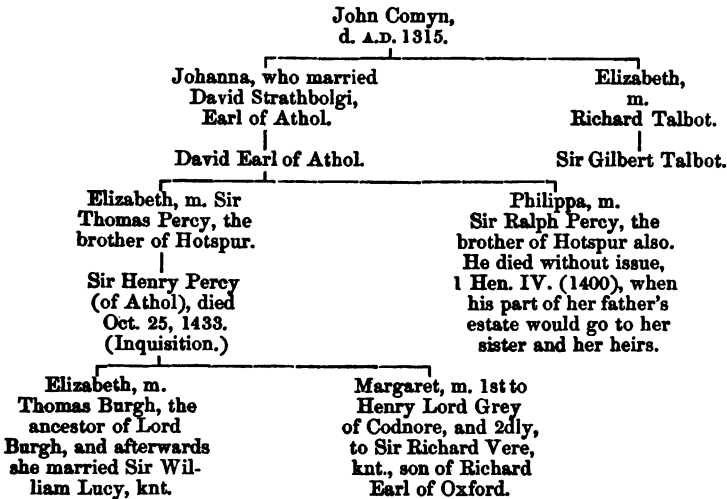 John Comyn,
d. A.D. 1315.
Johanna, who married
David Strathbolgi,
Earl of Athol.
Elizabeth,
m.
Richard Talbot.
David Earl of Athol.
Sir Gilbert Talbot.
Elizabeth, m. Sir
Thomas Percy, the
brother of Hotspur.
Philippa, m.
Sir Ralph Percy, the
brother of Hotspur also.
He died without issue,
1 Hen. IV. (1400), when
his part of her father's
estate would go to her
sister and her heirs.
Sir Henry Percy
(of Athol), died
Oct. 25, 1433.
(Inquisition.)
Elizabeth, m.
Thomas Burgh, the
ancestor of Lord
Burgh, and afterwards
she married Sir Wil-
liam Lucy, knt.
Margaret, m. 1st to
Henry Lord Grey
of Codnore, and 2dly,
to Sir Richard Vere,
knt., son of Richard
Earl of Oxford.